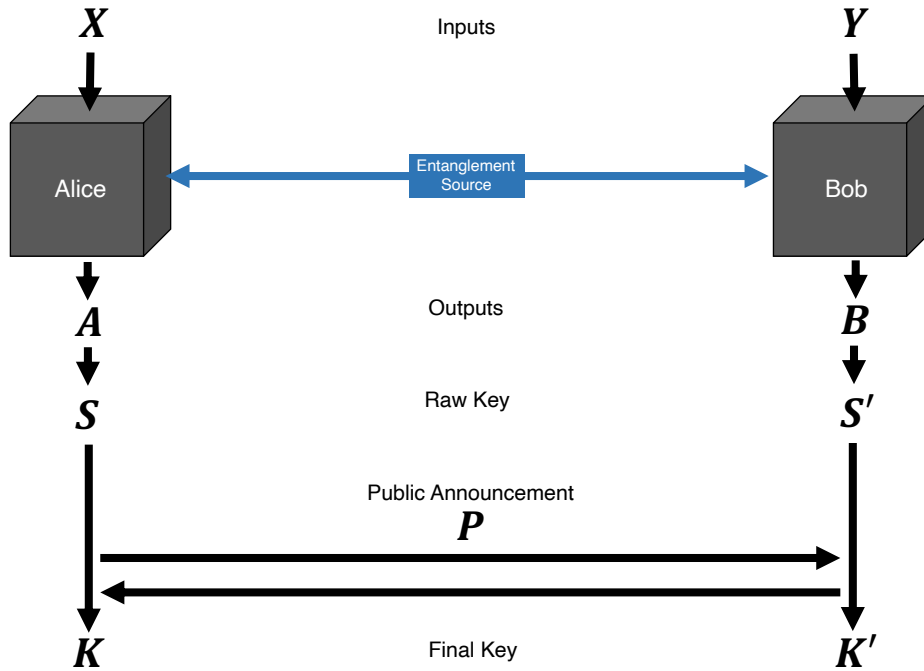 X Inputs Y
Alice Entanglement Bob
Source
A Outputs B
S Raw Key S′
Public Announcement
P
K Final Key K′